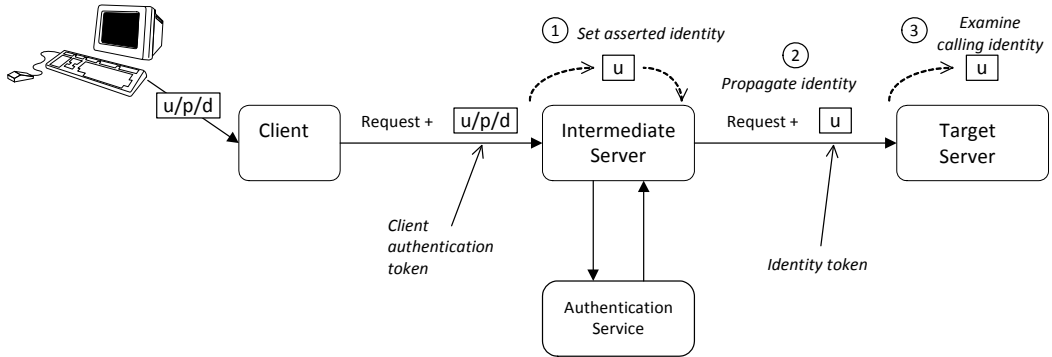 u/p/d
Client
Request +
u/p/d
Client
authentication
token
1
Set asserted identity
u
Intermediate
Server
Authentication
Service
2
Propagate identity
Request +
u
Identity token
3
Examine
calling identity
u
Target
Server